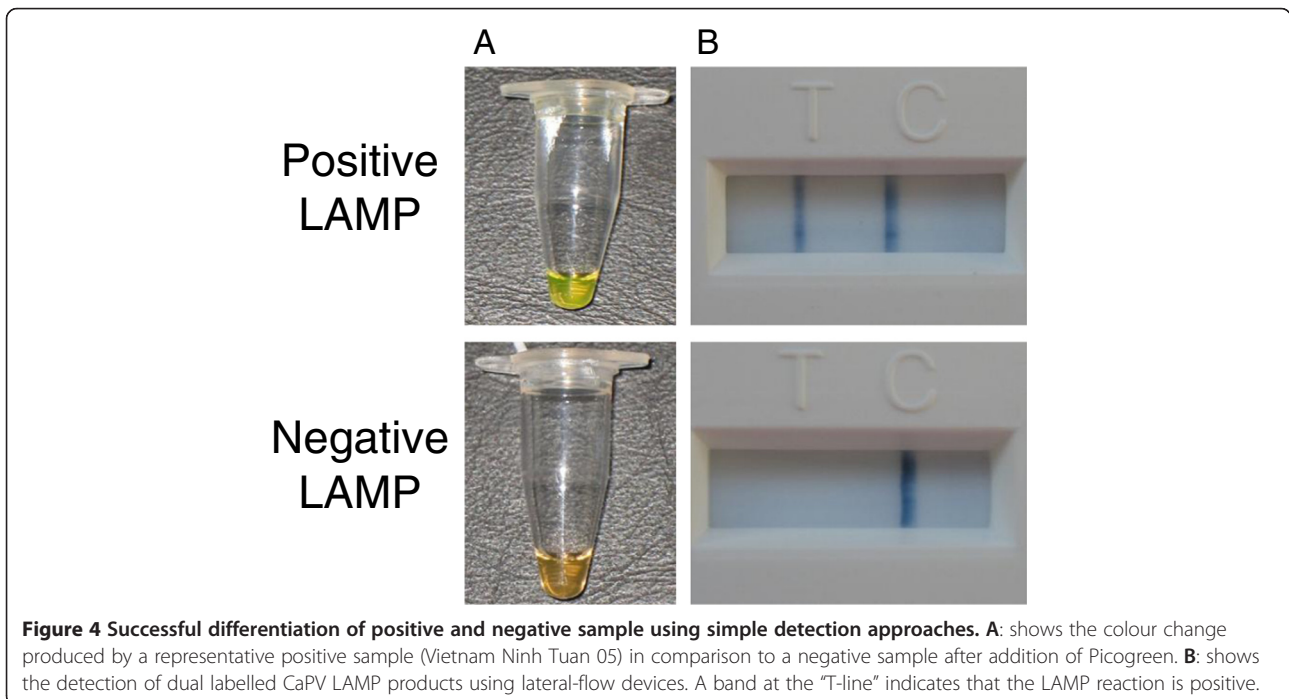 A
B
Positive
LAMP
T C
Negative
LAMP
T C
Figure 4 Successful differentiation of positive and negative sample using simple detection approaches. A: shows the colour change
produced by a representative positive sample (Vietnam Ninh Tuan 05) in comparison to a negative sample after addition of Picogreen. B: shows
the detection of dual labelled CaPV LAMP products using lateral-flow devices. A band at the “T-line” indicates that the LAMP reaction is positive.